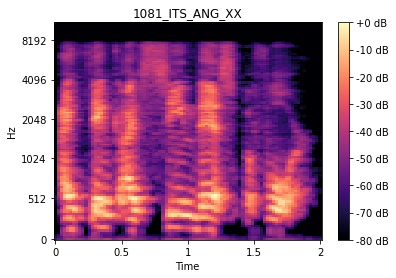 1081_ITS_ANG_XX
8192
4096
2048
1024
512
0
Hz
0
0.5
1
1.5
2
Time
+0 dB
-10 dB
-20 dB
-30 dB
-40 dB
-50 dB
-60 dB
-70 dB
-80 dB